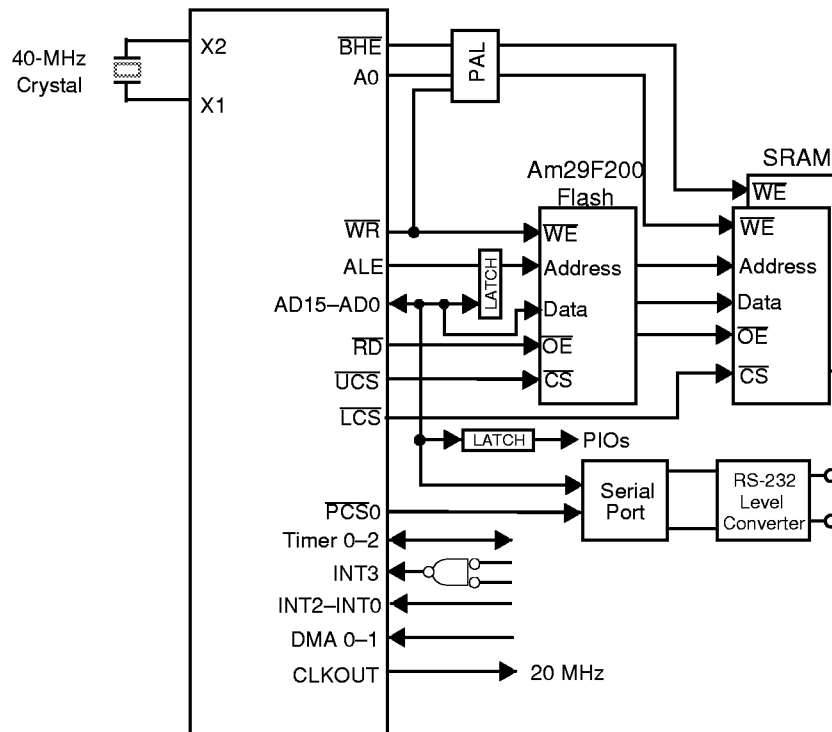 40-MHz
Crystal
X2
X1
BHE
A0
PAL
WR
ALE
AD15–AD0
RD
UCS
LCS
PCS0
Timer 0–2
INT3
INT2–INT0
DMA 0–1
CLKOUT
20 MHz
LATCH
Am29F200
Flash
WE
Address
Data
OE
CS
SRAM
WE
WE
Address
Data
OE
CS
LATCH
PIOs
Serial
Port
RS-232
Level
Converter